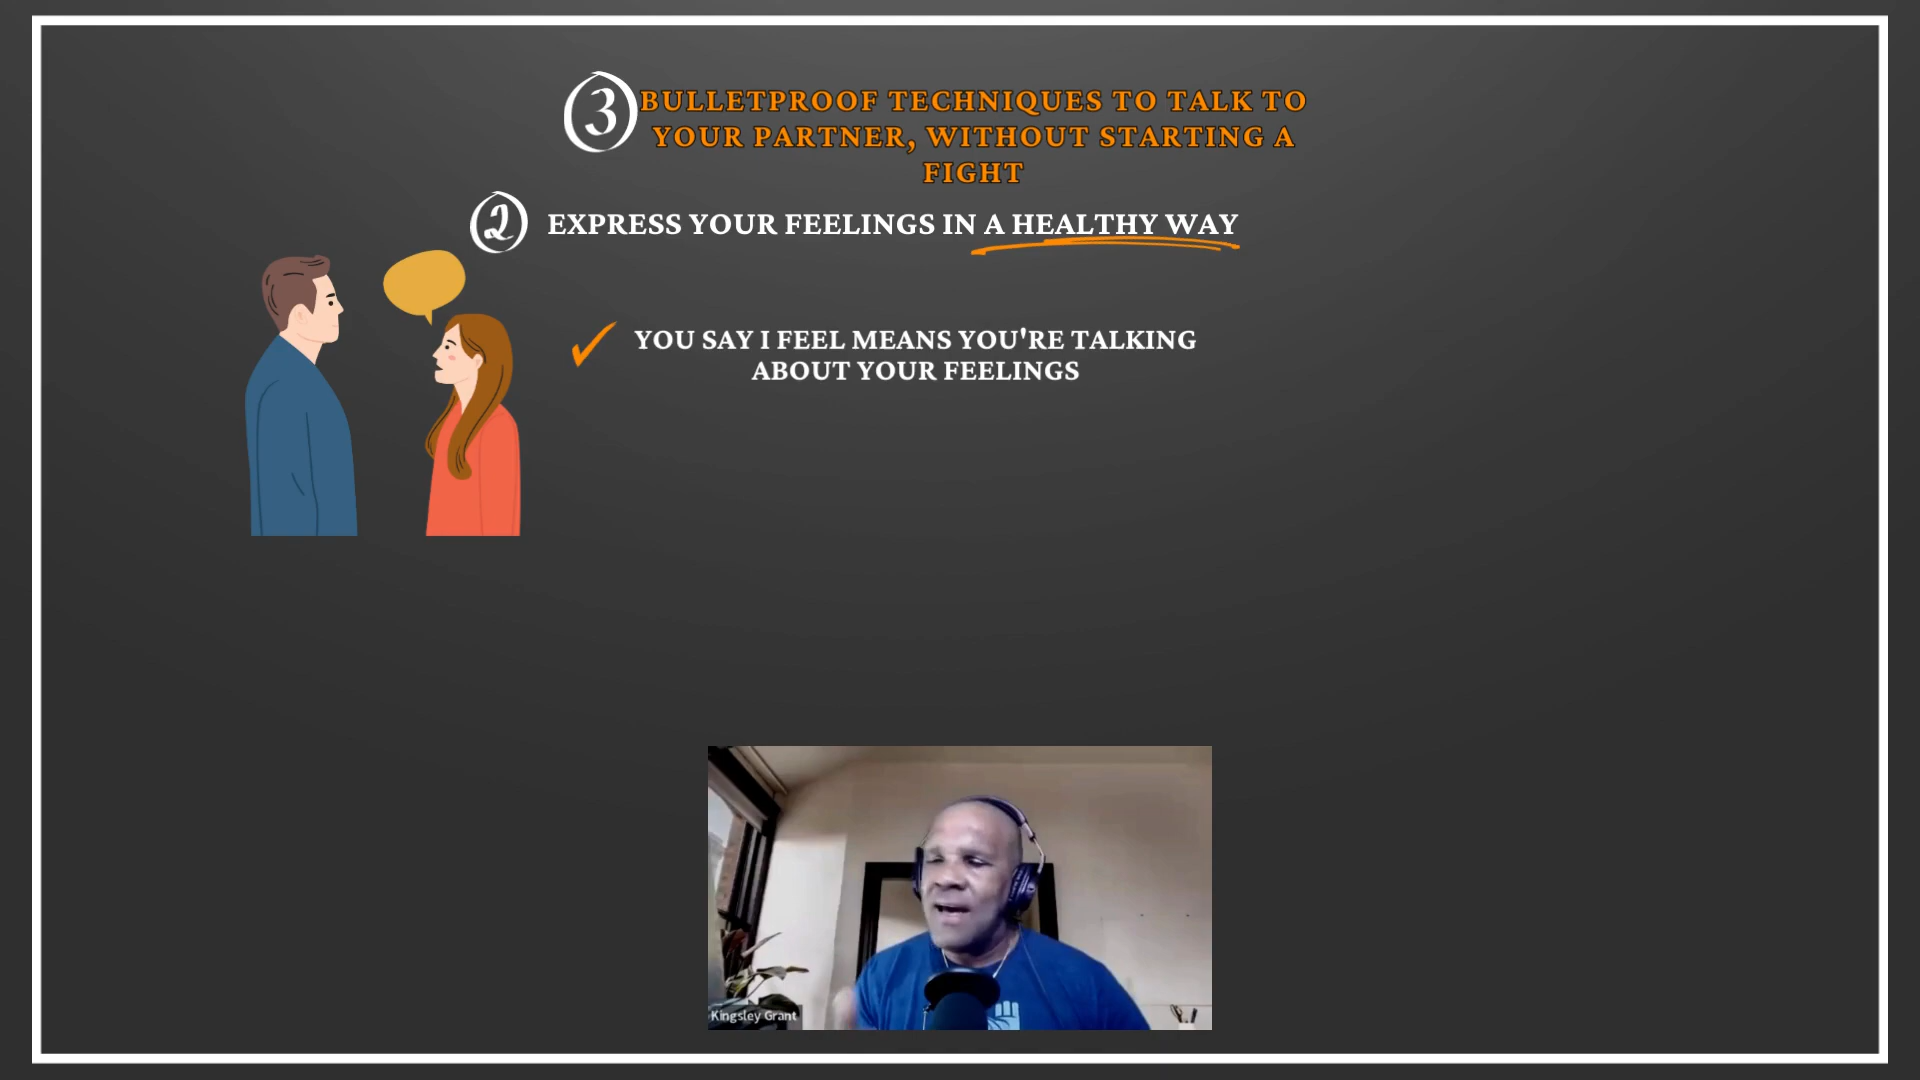 3 BULLETPROOF TECHNIQUES TO TALK TO
YOUR PARTNER, WITHOUT STARTING A
FIGHT
2 EXPRESS YOUR FEELINGS IN A HEALTHY WAY
YOU SAY I FEEL MEANS YOU'RE TALKING
ABOUT YOUR FEELINGS
Kingsley Grant